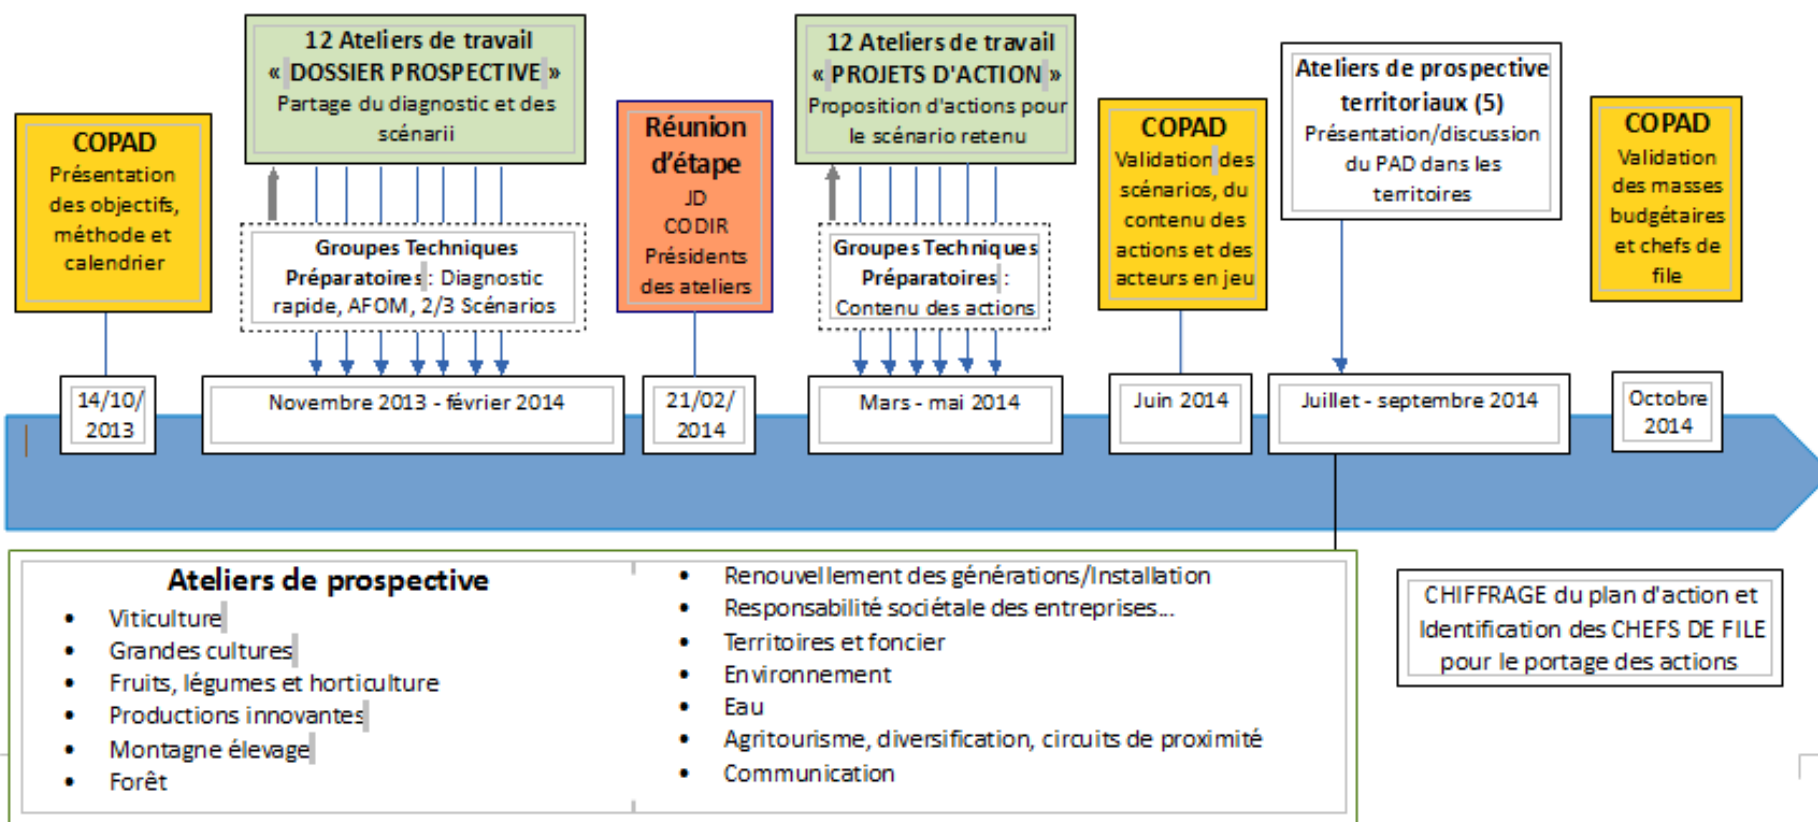 COPAD
Présentation
des objectifs,
méthode et
calendrier
12 Ateliers de travail
« DOSSIER PROSPECTIVE »
Partage du diagnostic et des
scénarii
Groupes Techniques
Préparatoires : Diagnostic
rapide, AFOM, 2/3 Scénarios
Réunion
d'étape
JD
CODIR
Présidents
des ateliers
12 Ateliers de travail
« PROJETS D'ACTION »
Proposition d'actions pour
le scénario retenu
Groupes Techniques
Préparatoires :
Contenu des actions
COPAD
Validation des
scénarios, du
contenu des
actions et des
acteurs en jeu
Ateliers de prospective
territoriaux (5)
Présentation/discussion
du PAD dans les
territoires
COPAD
Validation
des masses
budgétaires
et chefs de
file
14/10/
2013
Novembre 2013 - février 2014
21/02/
2014
Mars - mai 2014
Juin 2014
Juillet - septembre 2014
Octobre
2014
Ateliers de prospective
• Viticulture
• Grandes cultures
• Fruits, légumes et horticulture
• Productions innovantes
• Montagne élevage
• Forêt
• Renouvellement des générations/Installation
• Responsabilité sociétale des entreprises...
• Territoires et foncier
• Environnement
• Eau
• Agritourisme, diversification, circuits de proximité
• Communication
CHIFFRAGE du plan d'action et
Identification des CHEFS DE FILE
pour le portage des actions